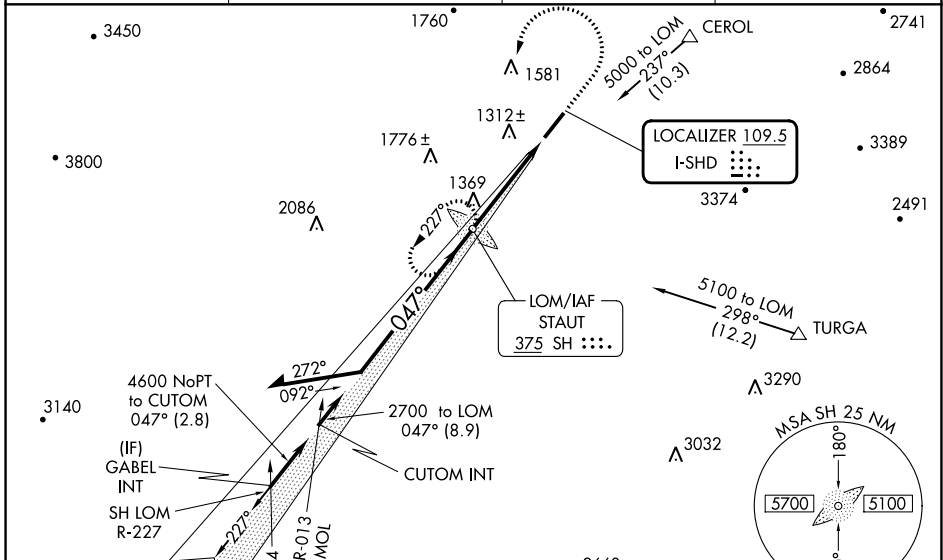 3450
1760
2741
CEROL
5000 to LOM
237°
(10.3)
1581
2864
1312±
1776±
LOCALIZER 109.5
I-SHD
3389
3800
3374
1369
2491
2086
227°
047°
LOM/IAF
STAUT
375 SH
5100 to LOM
298°
(12.2)
TURGA
272°
092°
4600 NoPT
to CUTOM
047° (2.8)
3290
3140
2700 to LOM
047° (8.9)
MSA SH 25 NM
(IF)
GABEL
INT
CUTOM INT
3032
180°
SH LOM
R-227
227°
R-013
MOL
4
5700
5100